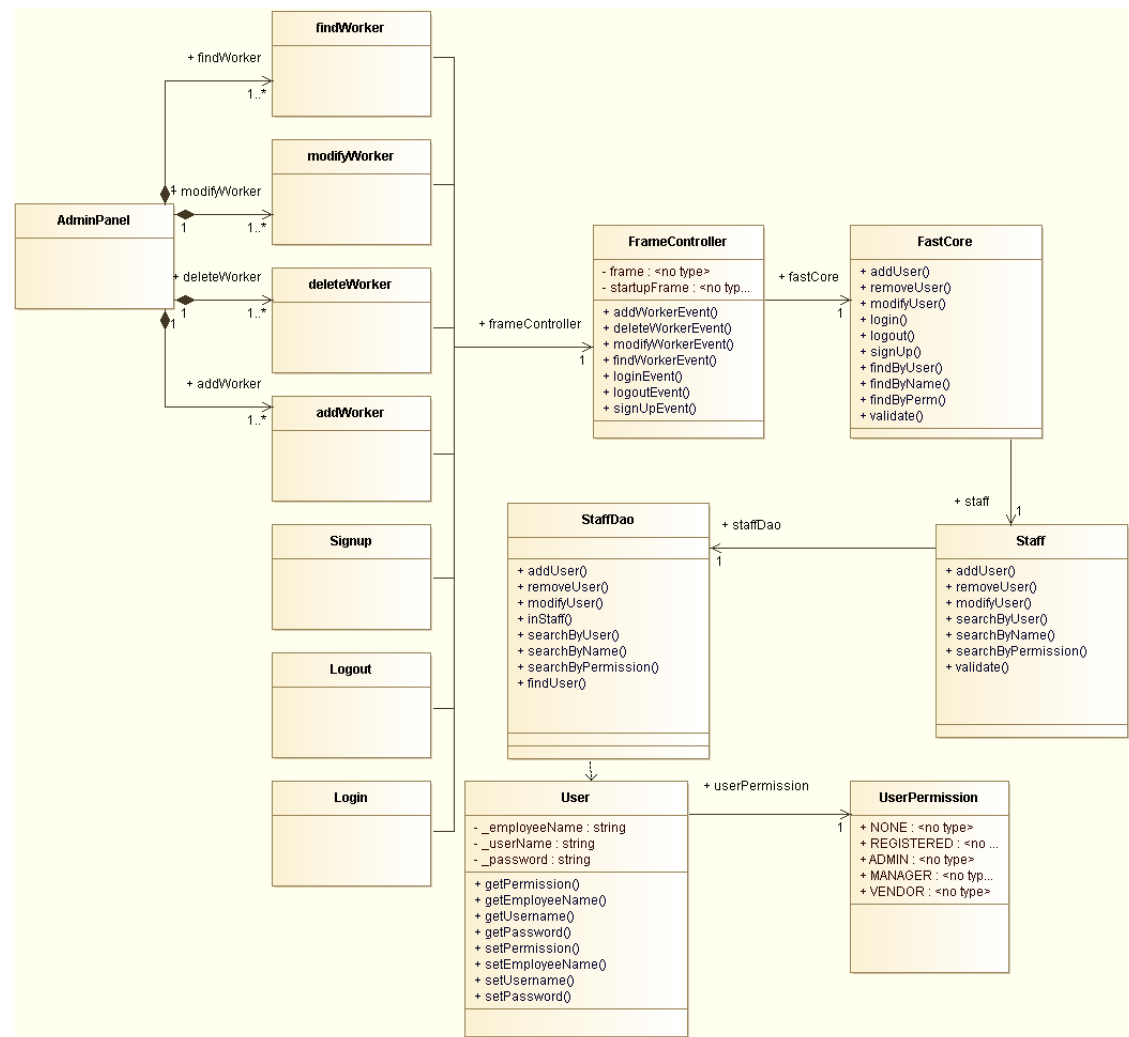 findWorker
+ findWorker
1..*
modifyWorker
1
+ modifyWorker
1
1..*
AdminPanel
deleteWorker
+ deleteWorker
1
1..*
1
+ addWorker
1..*
addWorker
Signup
Logout
Login
+ frameController
1
FrameController
- frame : <no type>
- startupFrame : <no typ...
+ addWorkerEvent()
+ deleteWorkerEvent()
+ modifyWorkerEvent()
+ findWorkerEvent()
+ loginEvent()
+ logoutEvent()
+ signUpEvent()
+ fastCore
1
FastCore
+ addUser()
+ removeUser()
+ modifyUser()
+ login()
+ logout()
+ signUp()
+ findByUser()
+ findByName()
+ findByPerm()
+ validate()
+ staff
1
Staff
+ addUser()
+ removeUser()
+ modifyUser()
+ searchByUser()
+ searchByName()
+ searchByPermission()
+ validate()
+ staffDao
1
StaffDao
+ addUser()
+ removeUser()
+ modifyUser()
+ inStaff()
+ searchByUser()
+ searchByName()
+ searchByPermission()
+ findUser()
User
- _employeeName : string
- _userName : string
- _password : string
+ getPermission()
+ getEmployeeName()
+ getUsername()
+ getPassword()
+ setPermission()
+ setEmployeeName()
+ setUsername()
+ setPassword()
+ userPermission
1
UserPermission
+ NONE : <no type>
+ REGISTERED : <no ...
+ ADMIN : <no type>
+ MANAGER : <no typ...
+ VENDOR : <no type>